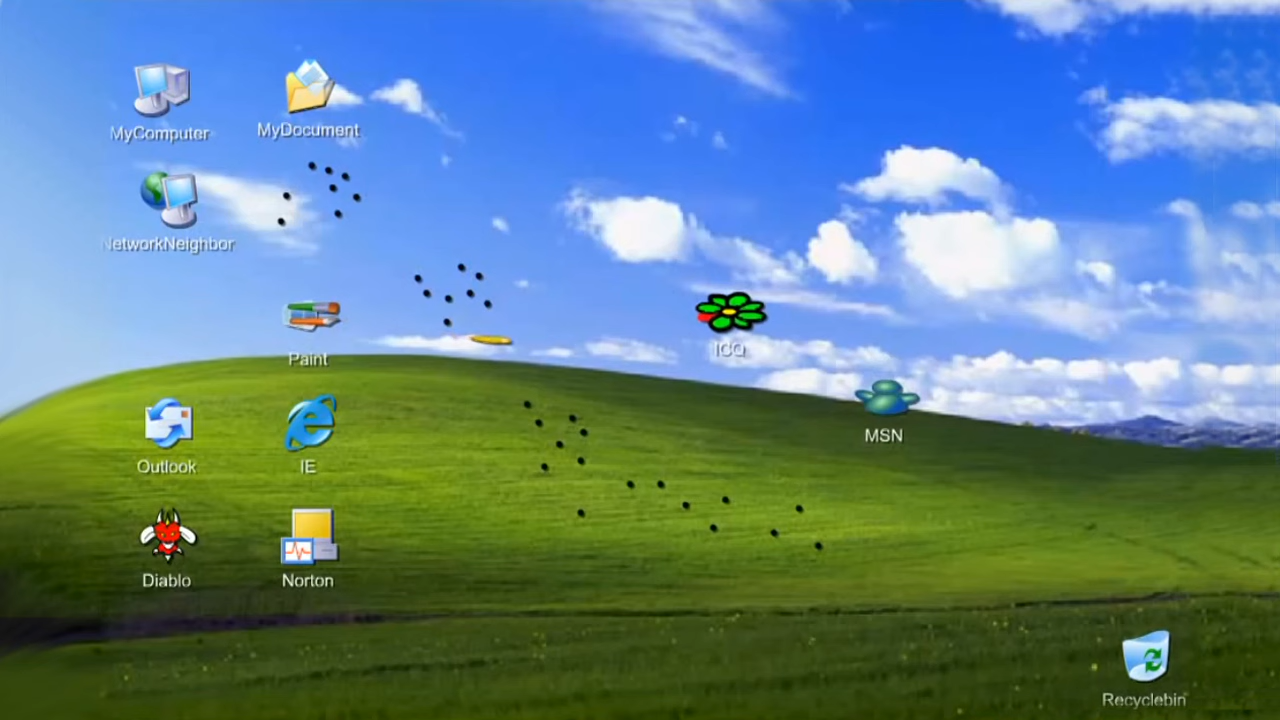 MyComputer
MyDocument
NetworkNeighbor
Paint
ICQ
MSN
Outlook
IE
Diablo
Norton
Recyclebin